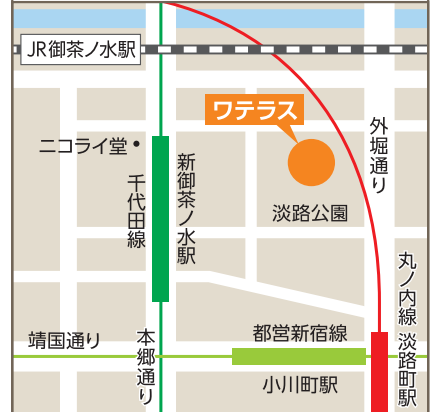 JR御茶ノ水駅
ワテラス
外堀通り
ニコライ堂
新御茶ノ水駅
千代田線
淡路公園
丸ノ内線
淡路町駅
靖国通り
本郷通り
都営新宿線
小川町駅